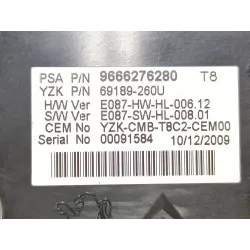 PSA P/N 9666276280 T8
YZK P/N 69189-260U
H/W Ver E087-HW-HL-006.12
S/W Ver E087-SW-HL-008.01
CEM No YZK-CMB-T8C2-CEM00
Serial No 00091584 10/12/2009